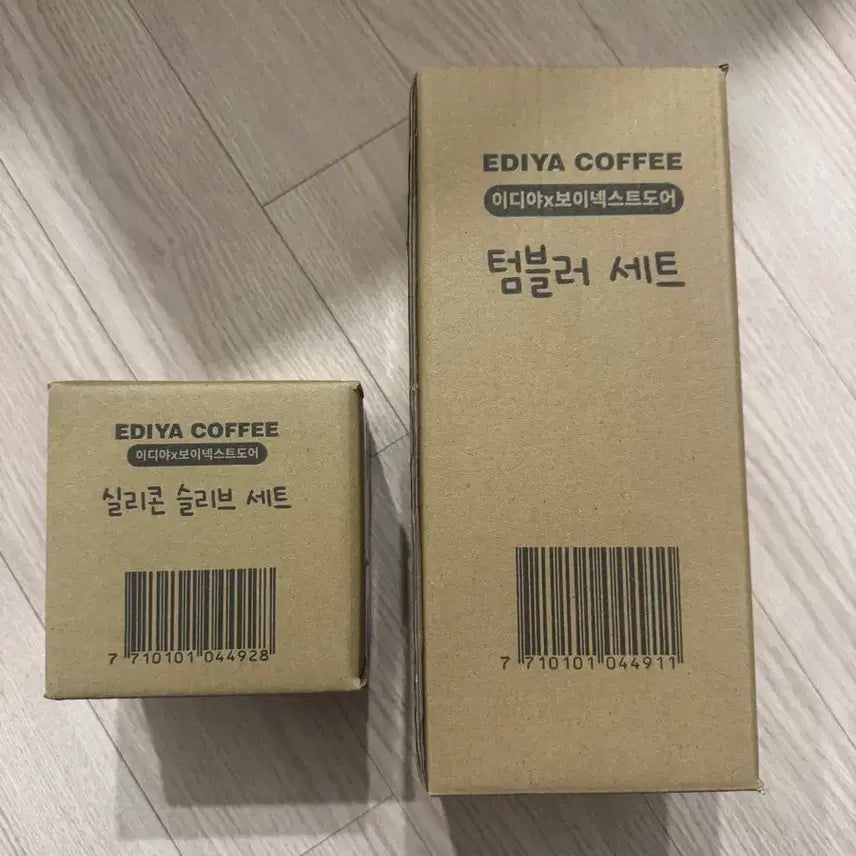 EDIYA COFFEE
이디야x보이넥스트도어
실리콘 슬리브 세트
7 710101 044928
EDIYA COFFEE
이디야x보이넥스트도어
텀블러 세트
7 710101 044911